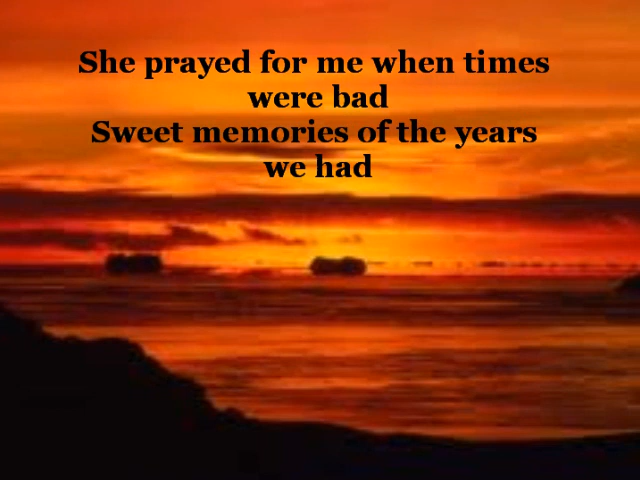 She prayed for me when times
were bad
Sweet memories of the years
we had